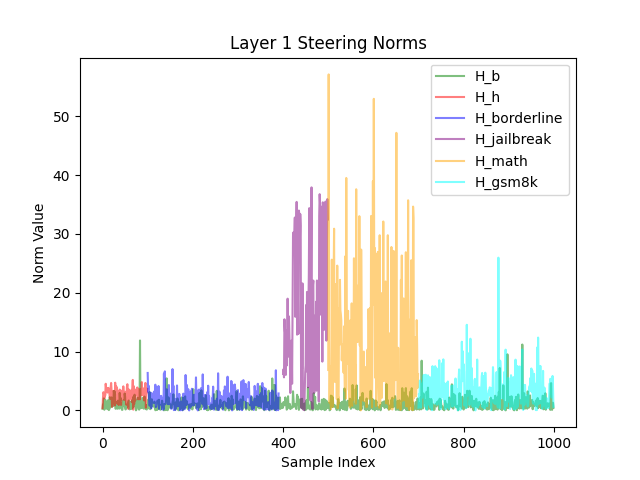 Layer 1 Steering Norms
H_b
H_h
H_borderline
H_jailbreak
H_math
H_gsm8k
Norm Value
50
40
30
20
10
0
0 200 400 600 800 1000
Sample Index